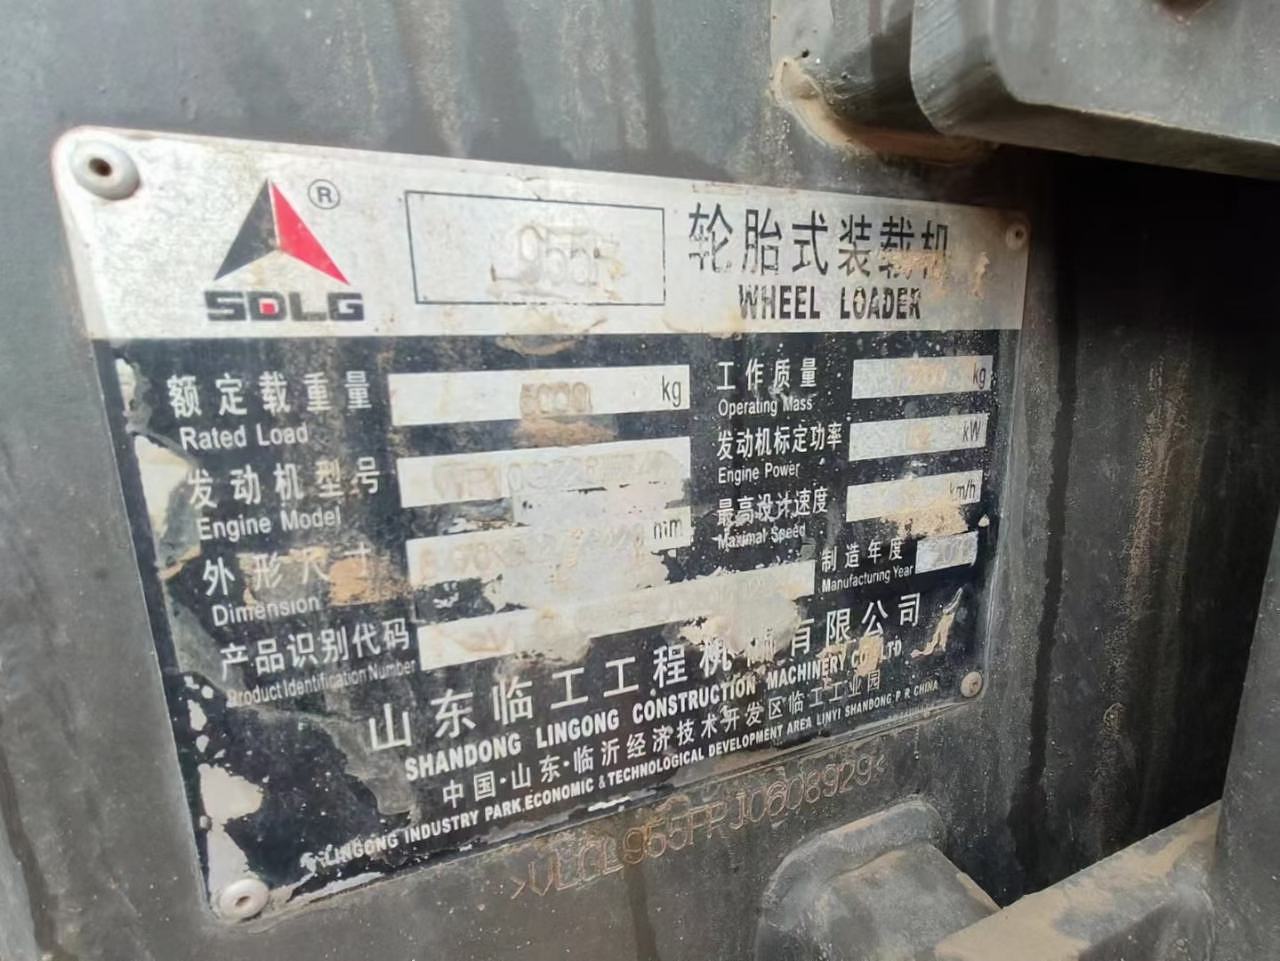 ®
SDLG
955F
轮胎式装载机
WHEEL LOADER
额定载重量
Rated Load
5000 kg
工作质量
Operating Mass
kg
发动机型号
Engine Model
发动机标定功率
Engine Power
kW
外形尺寸
Dimension
mm
最高设计速度
Maximal Speed
km/h
制造年度
Manufacturing Year
产品识别代码
Product Identification Number
山东临工工程机械有限公司
SHANDONG LINGONG CONSTRUCTION MACHINERY CO. LTD
中国·山东·临沂经济技术开发区临工工业园
LINGONG INDUSTRY PARK, ECONOMIC & TECHNOLOGICAL DEVELOPMENT AREA LINYI SHANDONG P R CHINA